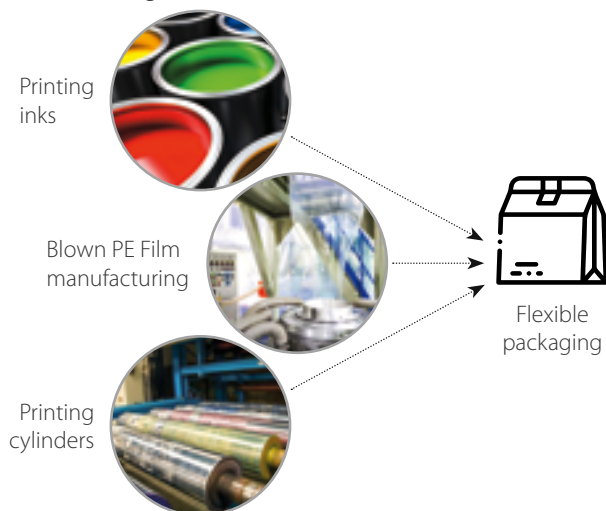 Printing
inks
Blown PE Film
manufacturing
Flexible
packaging
Printing
cylinders